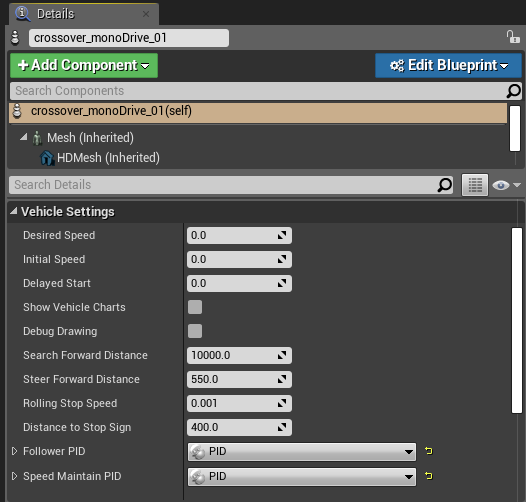 Details
crossover_monoDrive_01
+ Add Component
Edit Blueprint
Search Components
crossover_monoDrive_01(self)
Mesh (Inherited)
HDMesh (Inherited)
Search Details
Vehicle Settings
Desired Speed 0.0
Initial Speed 0.0
Delayed Start 0.0
Show Vehicle Charts
Debug Drawing
Search Forward Distance 10000.0
Steer Forward Distance 550.0
Rolling Stop Speed 0.001
Distance to Stop Sign 400.0
Follower PID PID
Speed Maintain PID PID